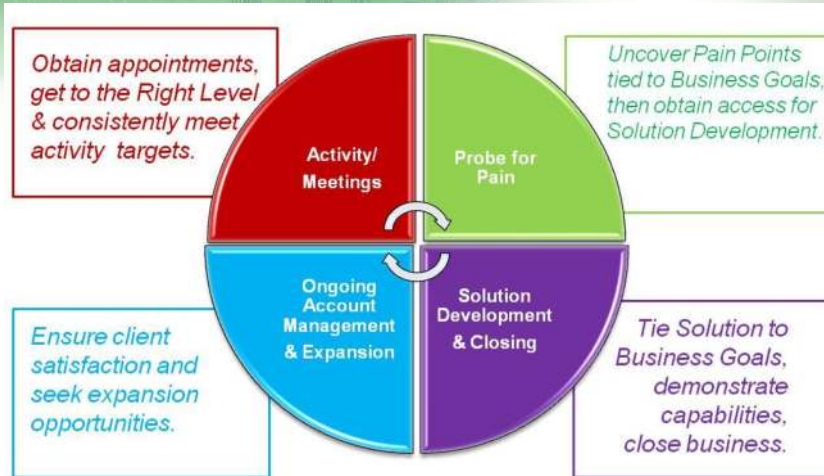 Obtain appointments,
get to the Right Level
& consistently meet
activity targets.
Activity/
Meetings
Uncover Pain Points
tied to Business Goals,
then obtain access for
Solution Development.
Probe for
Pain
Ongoing
Account
Management
& Expansion
Ensure client
satisfaction and
seek expansion
opportunities.
Solution
Development
& Closing
Tie Solution to
Business Goals,
demonstrate
capabilities,
close business.